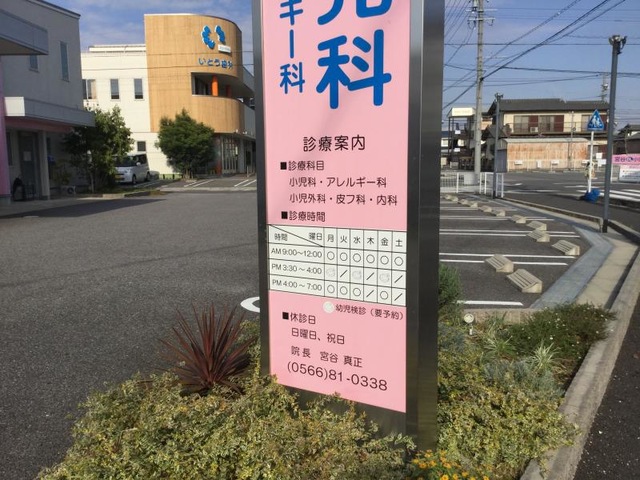 いとう歯科
ギー科
児科
診療案内
■診療科目
小児科・アレルギー科
小児外科・皮フ科・内科
■診療時間
時間 曜日 月 火 水 木 金 土
AM 9:00〜12:00 ○ ○ ○ ○ ○ ○
PM 3:30〜4:00 ○ / ○ / ○ /
PM 4:00〜7:00 ○ ○ ○ / ○ /
○幼児検診（要予約）
■休診日
日曜日、祝日
院長 宮谷 真正
(0566)81-0338